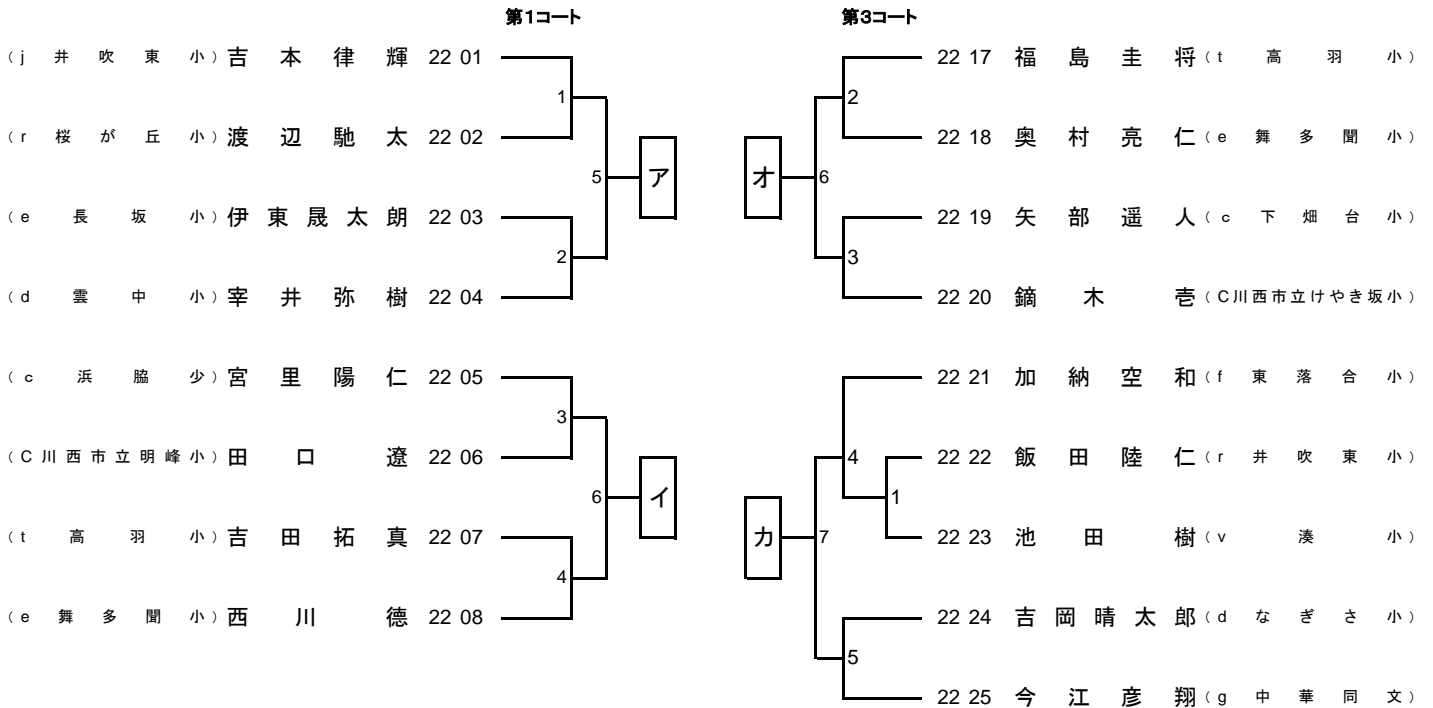 第1コート 第3コート
(j 井吹東小) 吉本律輝 22 01 22 17 福島圭将 (t 高羽小)
1 2
(r 桜が丘小) 渡辺馳太 22 02 22 18 奥村亮仁 (e 舞多聞小)
5 ア オ 6
(e 長坂小) 伊東晟太朗 22 03 22 19 矢部遥人 (c 下畑台小)
2 3
(d 雲中小) 宰井弥樹 22 04 22 20 鏑木壱 (C川西市立けやき坂小)
(c 浜脇少) 宮里陽仁 22 05 22 21 加納空和 (f 東落合小)
3
(C川西市立明峰小) 田口遼 22 06 4 22 22 飯田陸仁 (r 井吹東小)
6 イ 1
(t 高羽小) 吉田拓真 22 07 カ 7 22 23 池田樹 (v 湊小)
4
(e 舞多聞小) 西川德 22 08 22 24 吉岡晴太郎 (d なぎさ小)
5
22 25 今江彦翔 (g 中華同文)